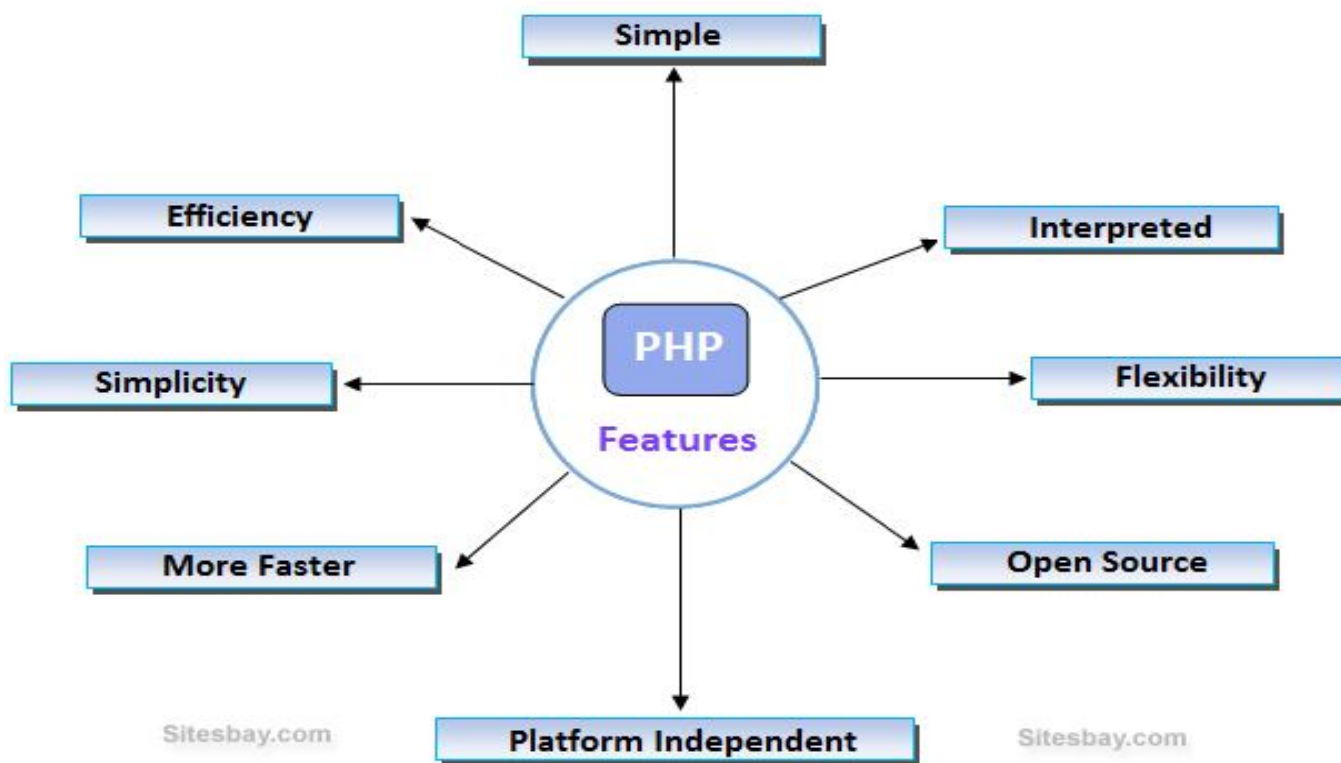 Simple
Efficiency
Interpreted
PHP
Simplicity
Flexibility
Features
More Faster
Open Source
Sitesbay.com
Platform Independent
Sitesbay.com